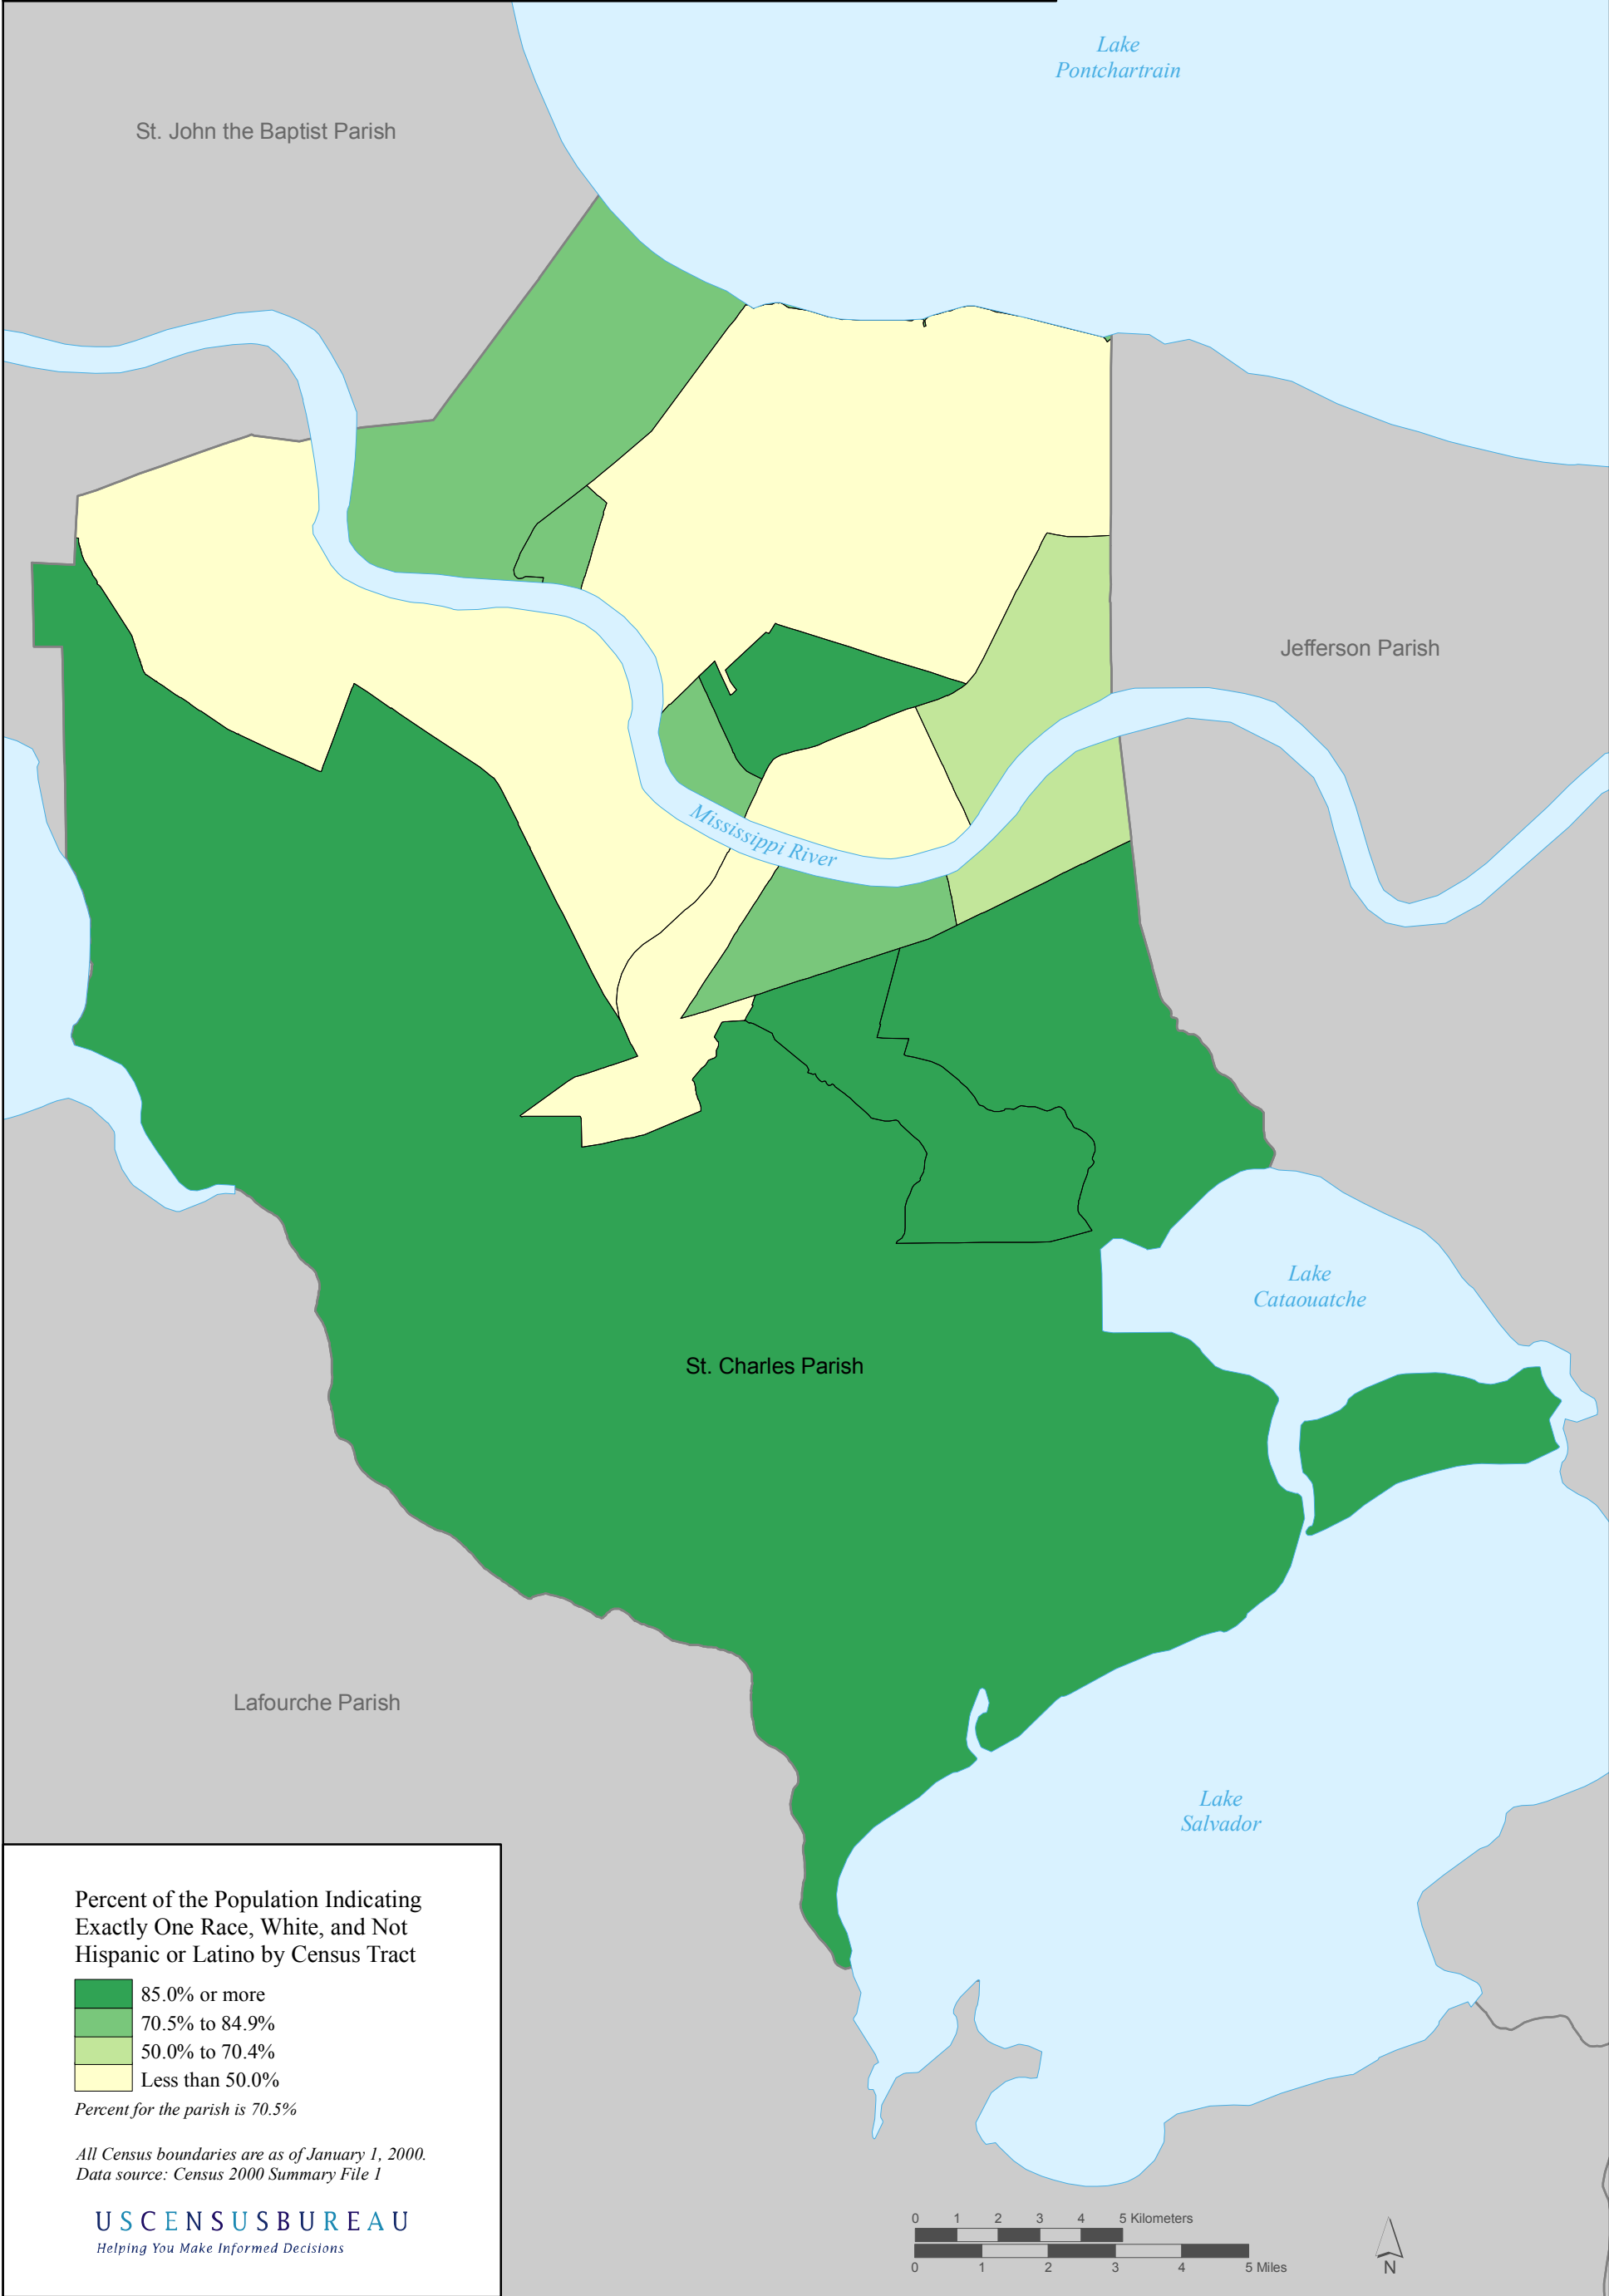 Lake
Pontchartrain
St. John the Baptist Parish
Jefferson Parish
Mississippi River
Lake
Cataouatche
St. Charles Parish
Lafourche Parish
Lake
Salvador
Percent of the Population Indicating
Exactly One Race, White, and Not
Hispanic or Latino by Census Tract
85.0% or more
70.5% to 84.9%
50.0% to 70.4%
Less than 50.0%
Percent for the parish is 70.5%
All Census boundaries are as of January 1, 2000.
Data source: Census 2000 Summary File 1
USCENSUSBUREAU
Helping You Make Informed Decisions
0 1 2 3 4 5 Kilometers
0 1 2 3 4 5 Miles
N